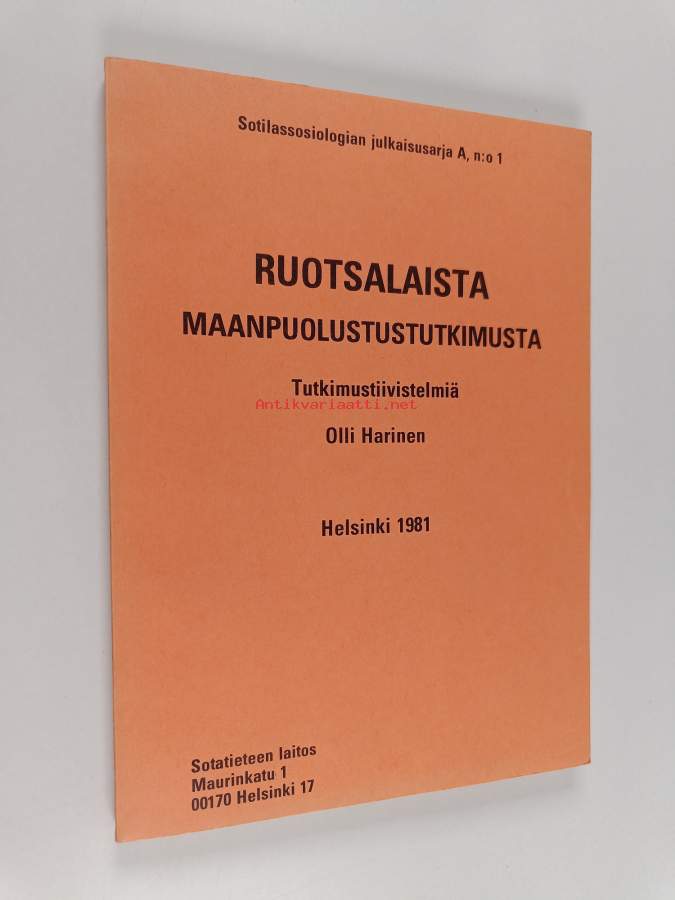 Sotilassosiologian julkaisusarja A, n:o 1
RUOTSALAISTA
MAANPUOLUSTUSTUTKIMUSTA
Tutkimustiivistelmiä
Antikvariaatti.net
Olli Harinen
Helsinki 1981
Sotatieteen laitos
Maurinkatu 1
00170 Helsinki 17